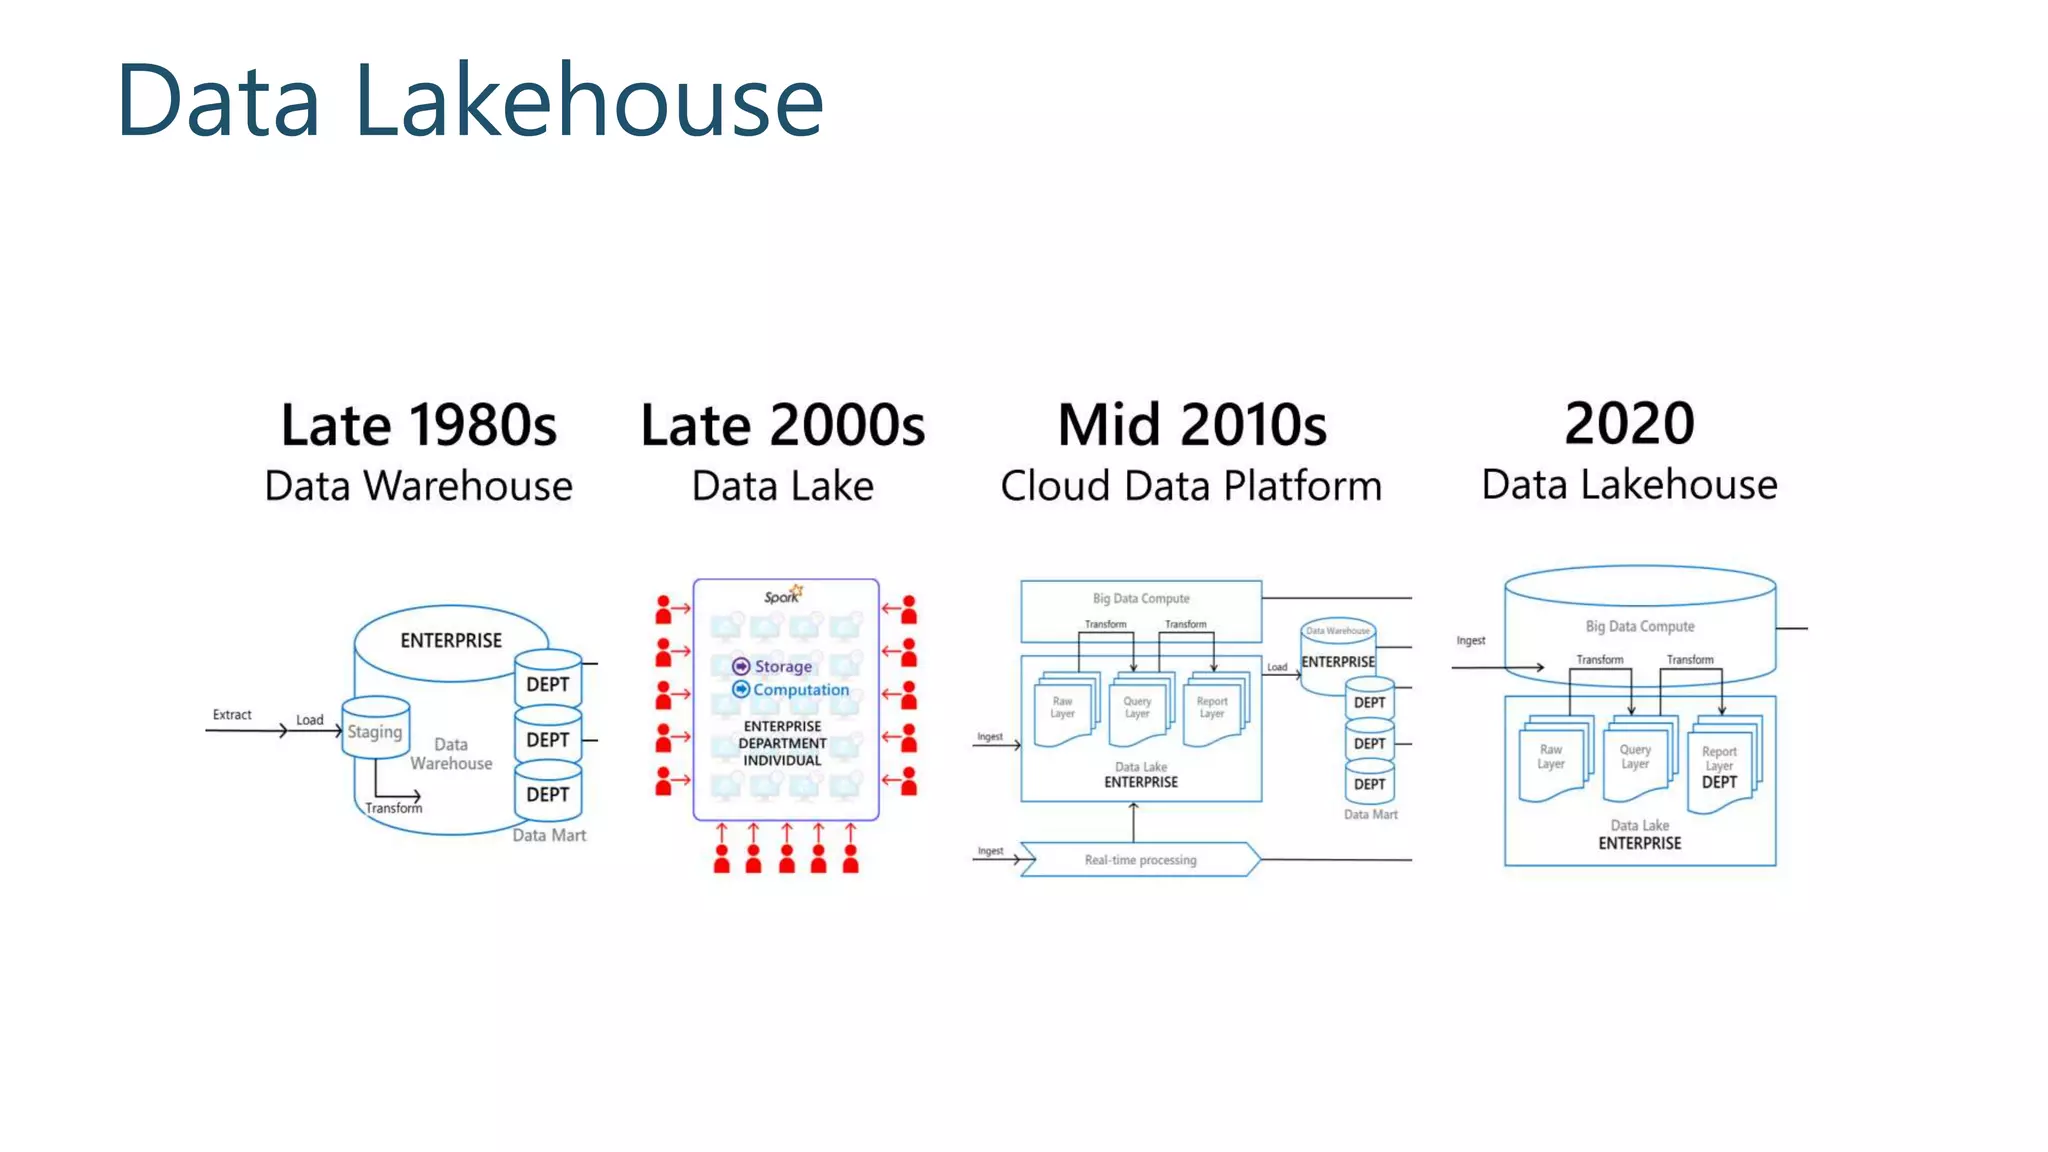 Data Lakehouse
Late 1980s
Data Warehouse
ENTERPRISE
DEPT
Extract
Load
Staging
Data
Warehouse
DEPT
Transform
DEPT
Data Mart
Late 2000s
Data Lake
Spark
Storage
Computation
ENTERPRISE
DEPARTMENT
INDIVIDUAL
Mid 2010s
Cloud Data Platform
Big Data Compute
Transform
Transform
Data Warehouse
ENTERPRISE
Load
Raw
Layer
Query
Layer
Report
Layer
DEPT
Ingest
DEPT
Data Lake
ENTERPRISE
DEPT
Data Mart
Ingest
Real-time processing
2020
Data Lakehouse
Big Data Compute
Ingest
Transform
Transform
Raw
Layer
Query
Layer
Report
Layer
DEPT
Data Lake
ENTERPRISE